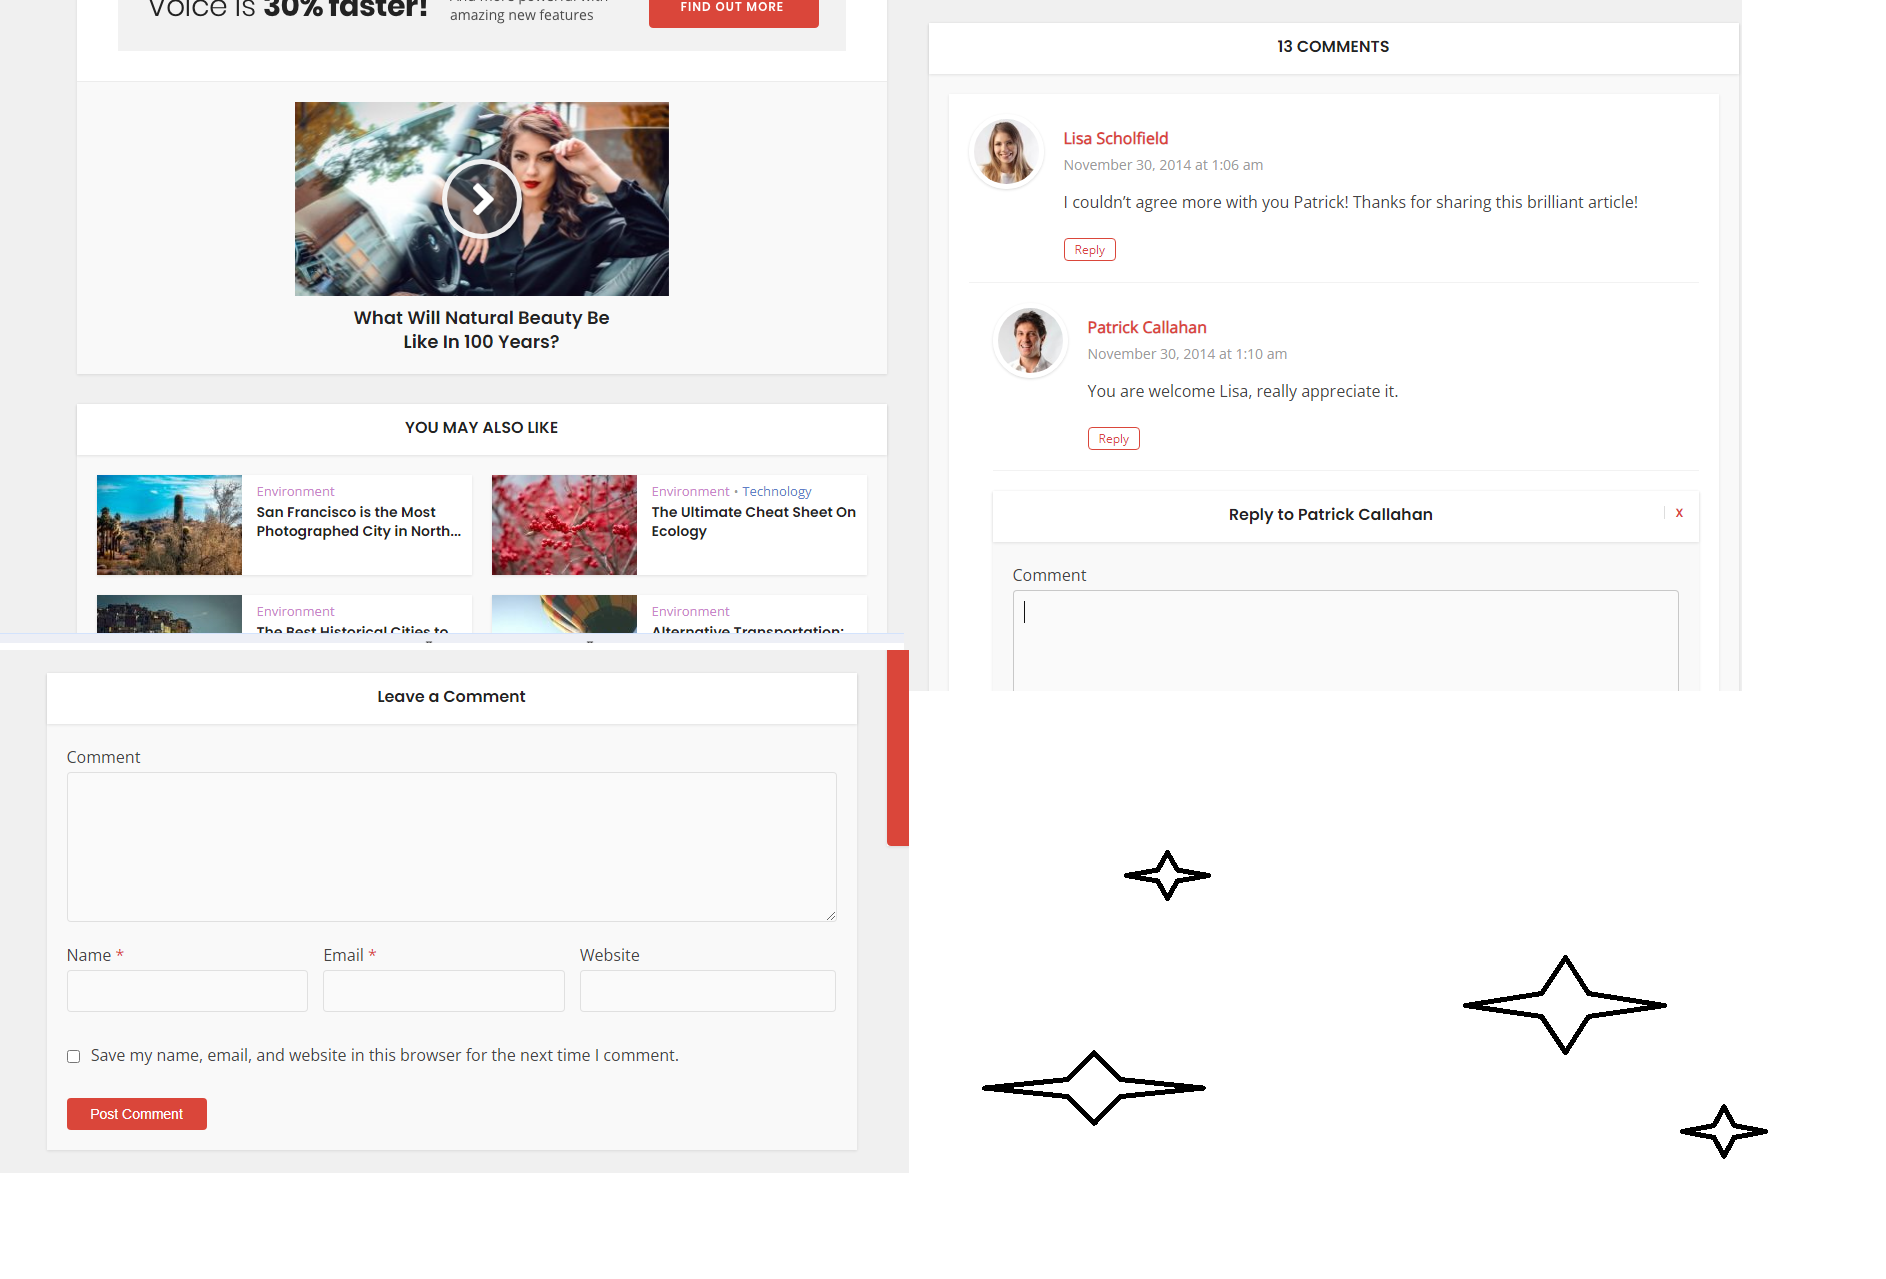 Voice is 30% faster!
amazing new features
FIND OUT MORE
What Will Natural Beauty Be
Like In 100 Years?
YOU MAY ALSO LIKE
Environment
San Francisco is the Most
Photographed City in North...
Environment • Technology
The Ultimate Cheat Sheet On
Ecology
Environment
The Best Historical Cities to
Environment
Alternative Transportation:
13 COMMENTS
Lisa Scholfield
November 30, 2014 at 1:06 am
I couldn’t agree more with you Patrick! Thanks for sharing this brilliant article!
Reply
Patrick Callahan
November 30, 2014 at 1:10 am
You are welcome Lisa, really appreciate it.
Reply
Reply to Patrick Callahan
x
Comment
Leave a Comment
Comment
Name *
Email *
Website
Save my name, email, and website in this browser for the next time I comment.
Post Comment